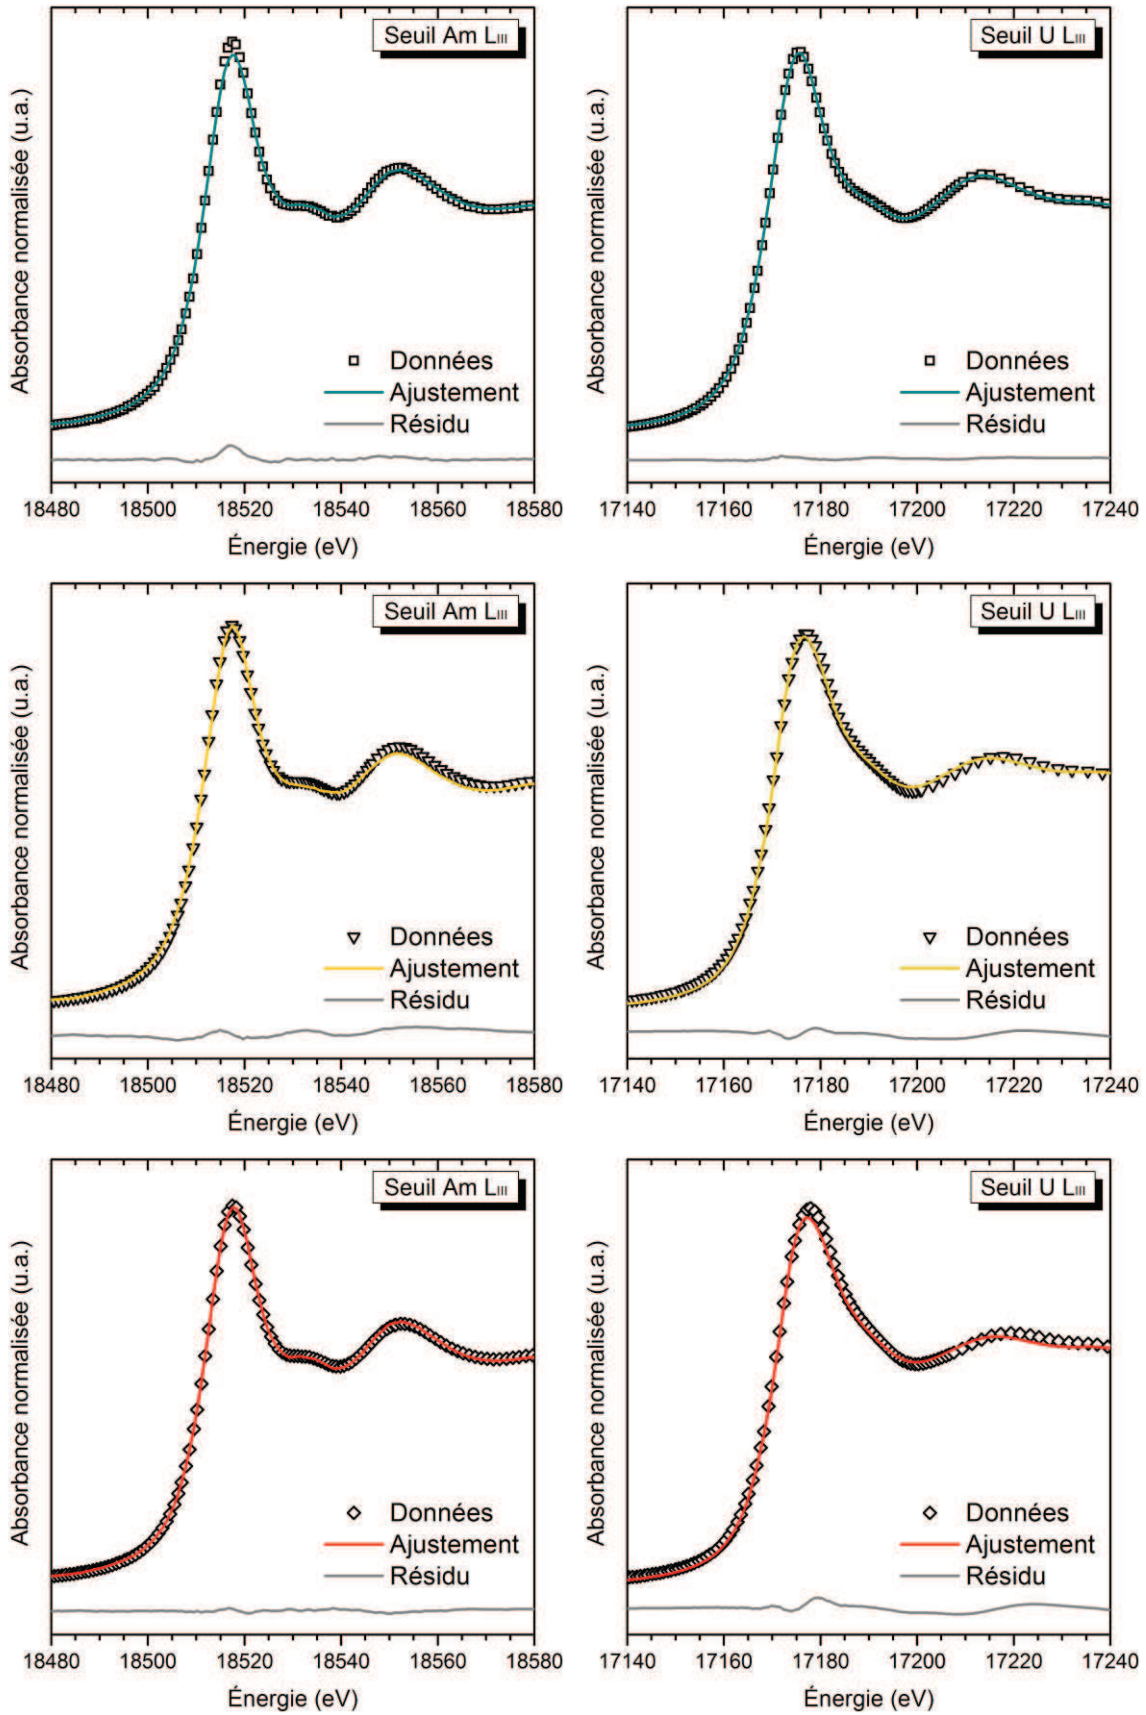 Seuil Am LIII
Absorbance normalisée (u.a.)
Données
Ajustement
Résidu
18480 18500 18520 18540 18560 18580
Énergie (eV)
Seuil U LIII
Absorbance normalisée (u.a.)
Données
Ajustement
Résidu
17140 17160 17180 17200 17220 17240
Énergie (eV)
Seuil Am LIII
Absorbance normalisée (u.a.)
Données
Ajustement
Résidu
18480 18500 18520 18540 18560 18580
Énergie (eV)
Seuil U LIII
Absorbance normalisée (u.a.)
Données
Ajustement
Résidu
17140 17160 17180 17200 17220 17240
Énergie (eV)
Seuil Am LIII
Absorbance normalisée (u.a.)
Données
Ajustement
Résidu
18480 18500 18520 18540 18560 18580
Énergie (eV)
Seuil U LIII
Absorbance normalisée (u.a.)
Données
Ajustement
Résidu
17140 17160 17180 17200 17220 17240
Énergie (eV)